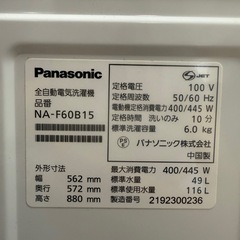 Panasonic
全自動電気洗濯機
品番
NA-F60B15
S JET
定格電圧 100 V
定格周波数 50/60 Hz
電動機定格消費電力 400/445 W
定格時間 洗いのみ 10 分
標準洗濯容量 6.0 kg
パナソニック株式会社
中国製
外形寸法
幅 562 mm
奥行 572 mm
高さ 880 mm
最大消費電力 400/445 W
標準水量 49 L
標準使用水量 116 L
製造番号 2192300236